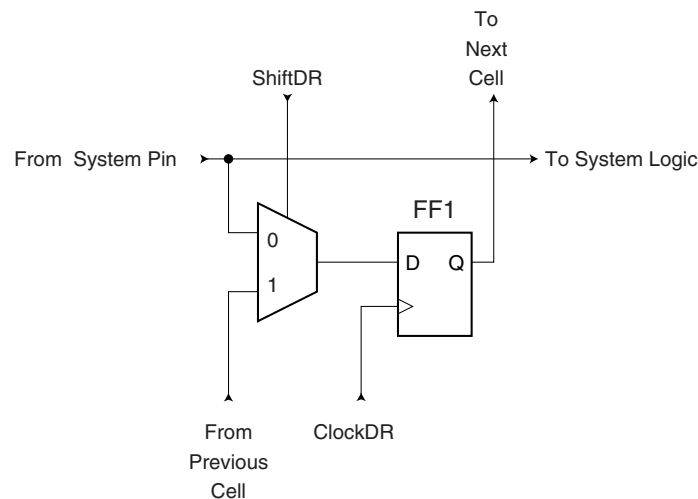 To
Next
Cell
ShiftDR
From System Pin
To System Logic
FF1
0
D Q
1
From
Previous
Cell
ClockDR